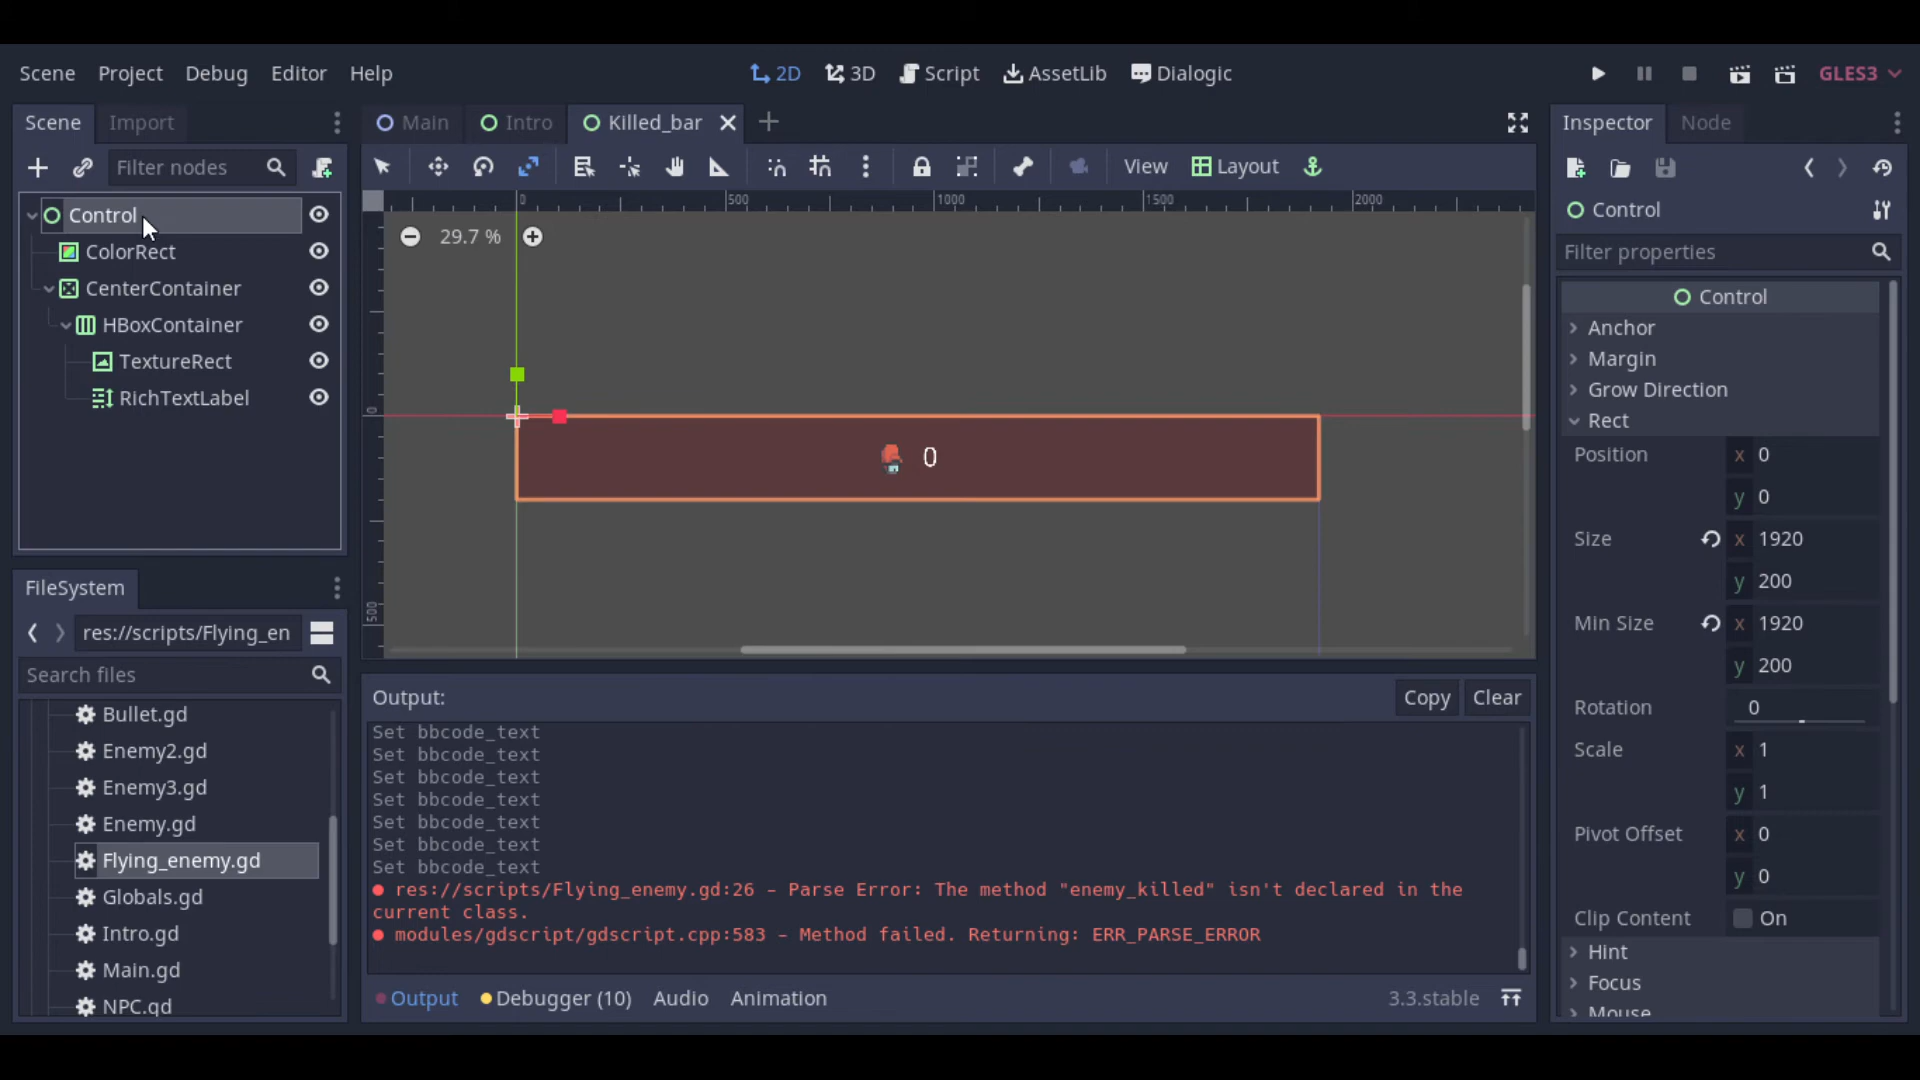 Scene Project Debug Editor Help 2D 3D Script AssetLib Dialogic GLES3
Scene Import Main Intro Killed_bar Inspector Node
Filter nodes View Layout
Control
ColorRect
CenterContainer
HBoxContainer
TextureRect
RichTextLabel
FileSystem
res://scripts/Flying_en
Search files
Bullet.gd
Enemy2.gd
Enemy3.gd
Enemy.gd
Flying_enemy.gd
Globals.gd
Intro.gd
Main.gd
NPC.gd
0 500 1000 1500 2000
29.7 %
0
500
0
Output: Copy Clear
Set bbcode_text
Set bbcode_text
Set bbcode_text
Set bbcode_text
Set bbcode_text
Set bbcode_text
Set bbcode_text
res://scripts/Flying_enemy.gd:26 - Parse Error: The method "enemy_killed" isn't declared in the
current class.
modules/gdscript/gdscript.cpp:583 - Method failed. Returning: ERR_PARSE_ERROR
Output Debugger (10) Audio Animation 3.3.stable
Control
Filter properties
Control
Anchor
Margin
Grow Direction
Rect
Position x 0
y 0
Size x 1920
y 200
Min Size x 1920
y 200
Rotation 0
Scale x 1
y 1
Pivot Offset x 0
y 0
Clip Content On
Hint
Focus
Mouse